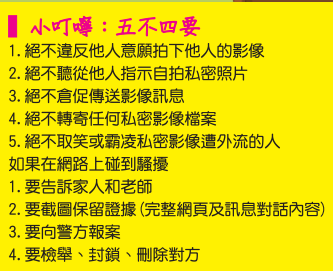 小叮嚀：五不四要
1.絕不違反他人意願拍下他人的影像
2.絕不聽從他人指示自拍私密照片
3.絕不倉促傳送影像訊息
4.絕不轉寄任何私密影像檔案
5.絕不取笑或霸凌私密影像遭外流的人
如果在網路上碰到騷擾
1.要告訴家人和老師
2.要截圖保留證據(完整網頁及訊息對話內容)
3.要向警方報案
4.要檢舉、封鎖、刪除對方